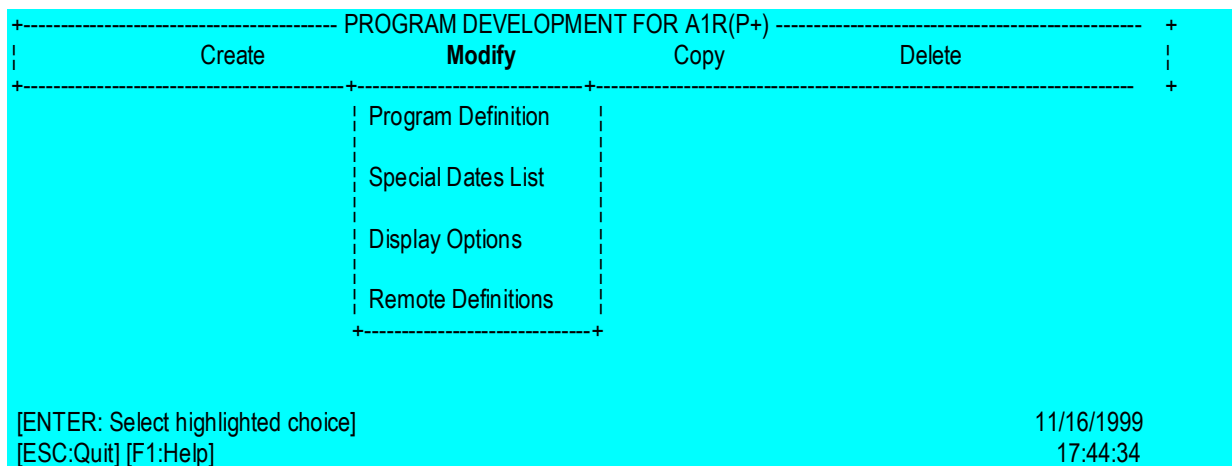 +------------------------------------------ PROGRAM DEVELOPMENT FOR A1R(P+) ------------------------------------------------- +
¦ Create Modify Copy Delete ¦
+-------------------------------------------+------------------------------+------------------------------------------------------------------------ +
¦ Program Definition ¦
¦ Special Dates List ¦
¦ Display Options ¦
¦ Remote Definitions ¦
+------------------------------+
[ENTER: Select highlighted choice] 11/16/1999
[ESC:Quit] [F1:Help] 17:44:34